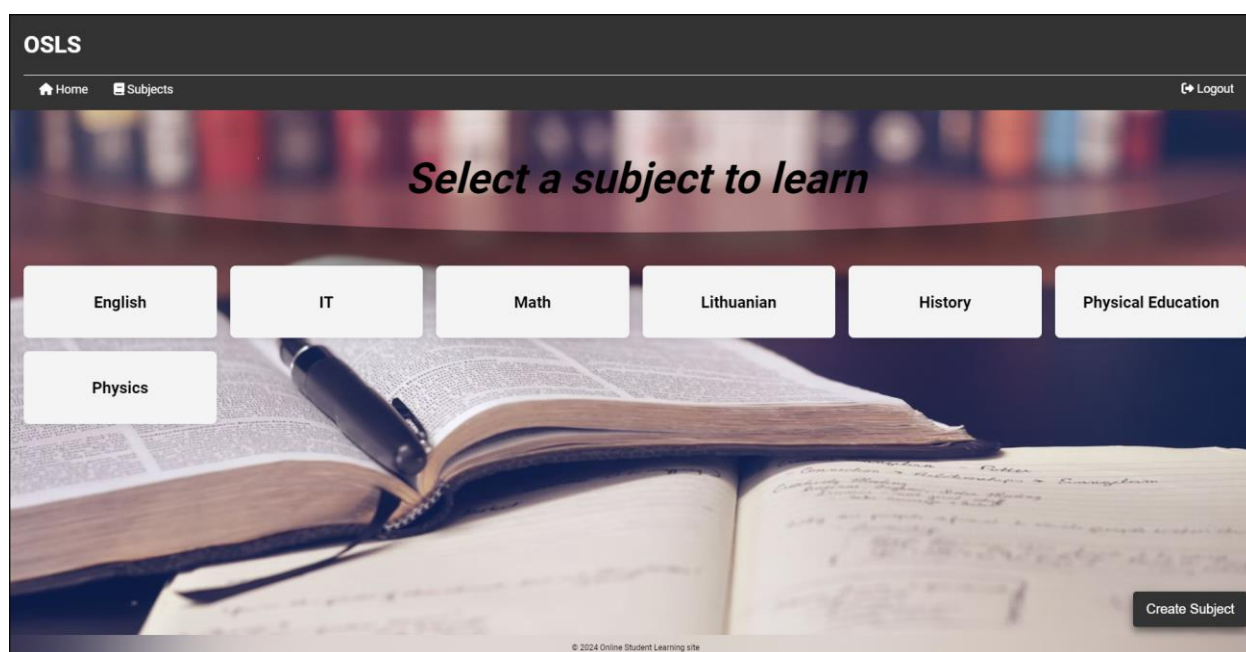 OSLS
Home Subjects Logout
Select a subject to learn
English IT Math Lithuanian History Physical Education
Physics
Create Subject
© 2024 Online Student Learning site